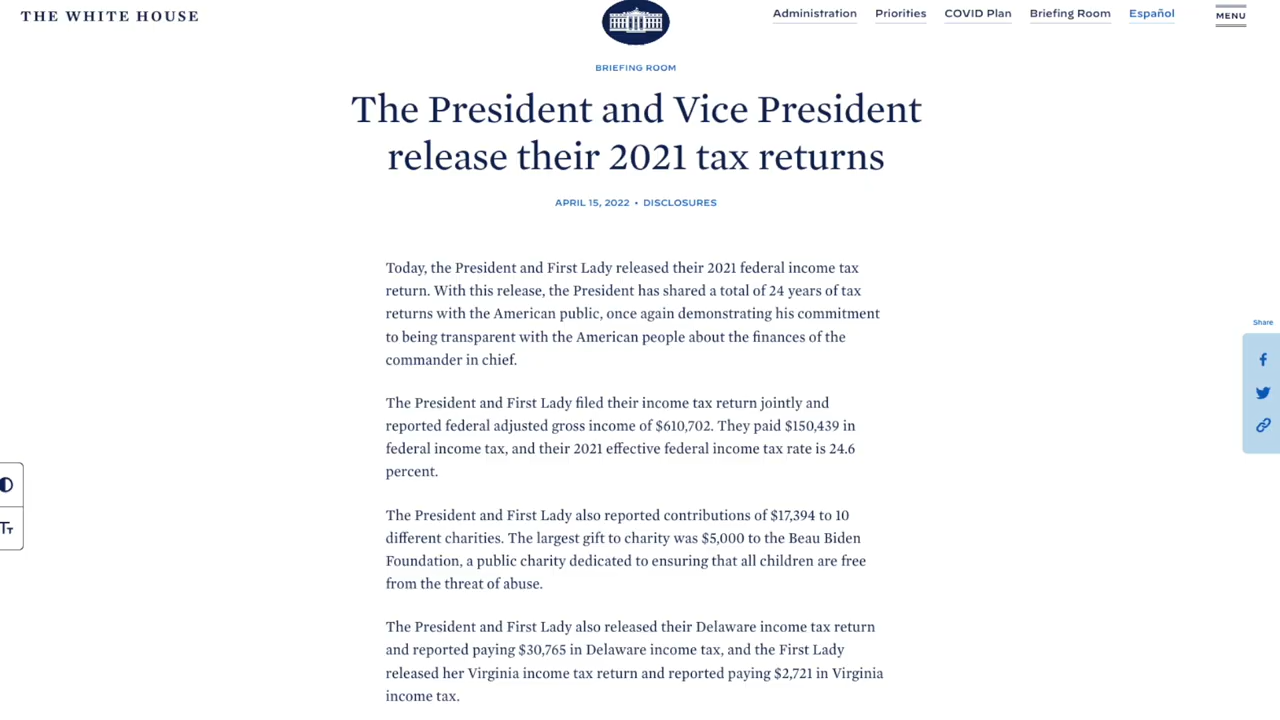 THE WHITE HOUSE
Administration
Priorities
COVID Plan
Briefing Room
Español
MENU
BRIEFING ROOM
The President and Vice President
release their 2021 tax returns
APRIL 15, 2022 • DISCLOSURES
Today, the President and First Lady released their 2021 federal income tax
return. With this release, the President has shared a total of 24 years of tax
returns with the American public, once again demonstrating his commitment
to being transparent with the American people about the finances of the
commander in chief.
The President and First Lady filed their income tax return jointly and
reported federal adjusted gross income of $610,702. They paid $150,439 in
federal income tax, and their 2021 effective federal income tax rate is 24.6
percent.
The President and First Lady also reported contributions of $17,394 to 10
different charities. The largest gift to charity was $5,000 to the Beau Biden
Foundation, a public charity dedicated to ensuring that all children are free
from the threat of abuse.
The President and First Lady also released their Delaware income tax return
and reported paying $30,765 in Delaware income tax, and the First Lady
released her Virginia income tax return and reported paying $2,721 in Virginia
income tax.
Share
Tт